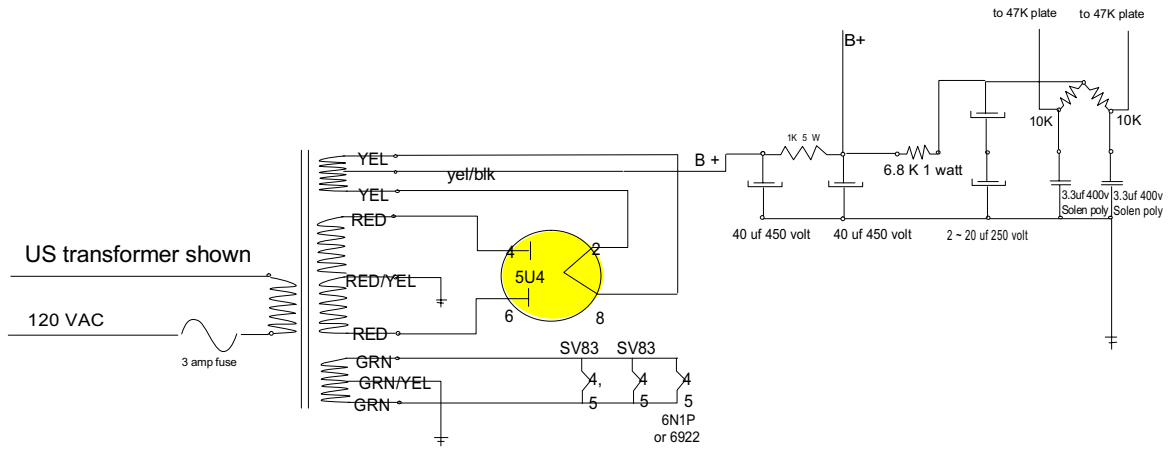 to 47K plate
to 47K plate
B+
10K
10K
1K 5 W
B +
6.8 K 1 watt
YEL
yel/blk
YEL
3.3uf 400v
3.3uf 400v
Solen poly
Solen poly
RED
40 uf 450 volt
40 uf 450 volt
2 ~ 20 uf 250 volt
US transformer shown
4
2
5U4
RED/YEL
6
8
120 VAC
RED
3 amp fuse
SV83
SV83
GRN
GRN/YEL
4,
4
4
GRN
5
5
5
6N1P
or 6922